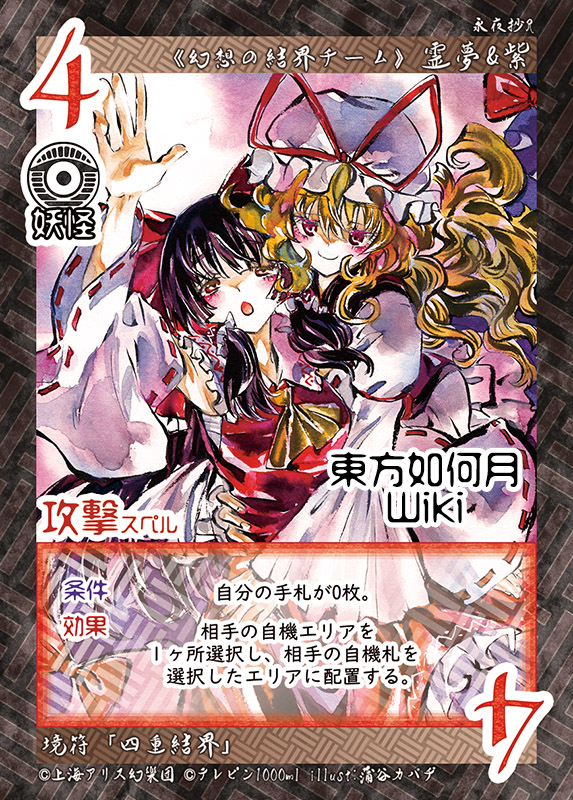 永夜抄尺
《幻想の結界チーム》 霊夢&紫
4
妖怪
東方如何月
Wiki
攻撃スペル
条件 自分の手札が0枚。
効果 相手の自機エリアを
1ヶ所選択し、相手の自機札を
選択したエリアに配置する。
4
境符「四重結界」
©上海アリス幻樂団 ©テレピン1000ml illust:蒲谷カバヂ